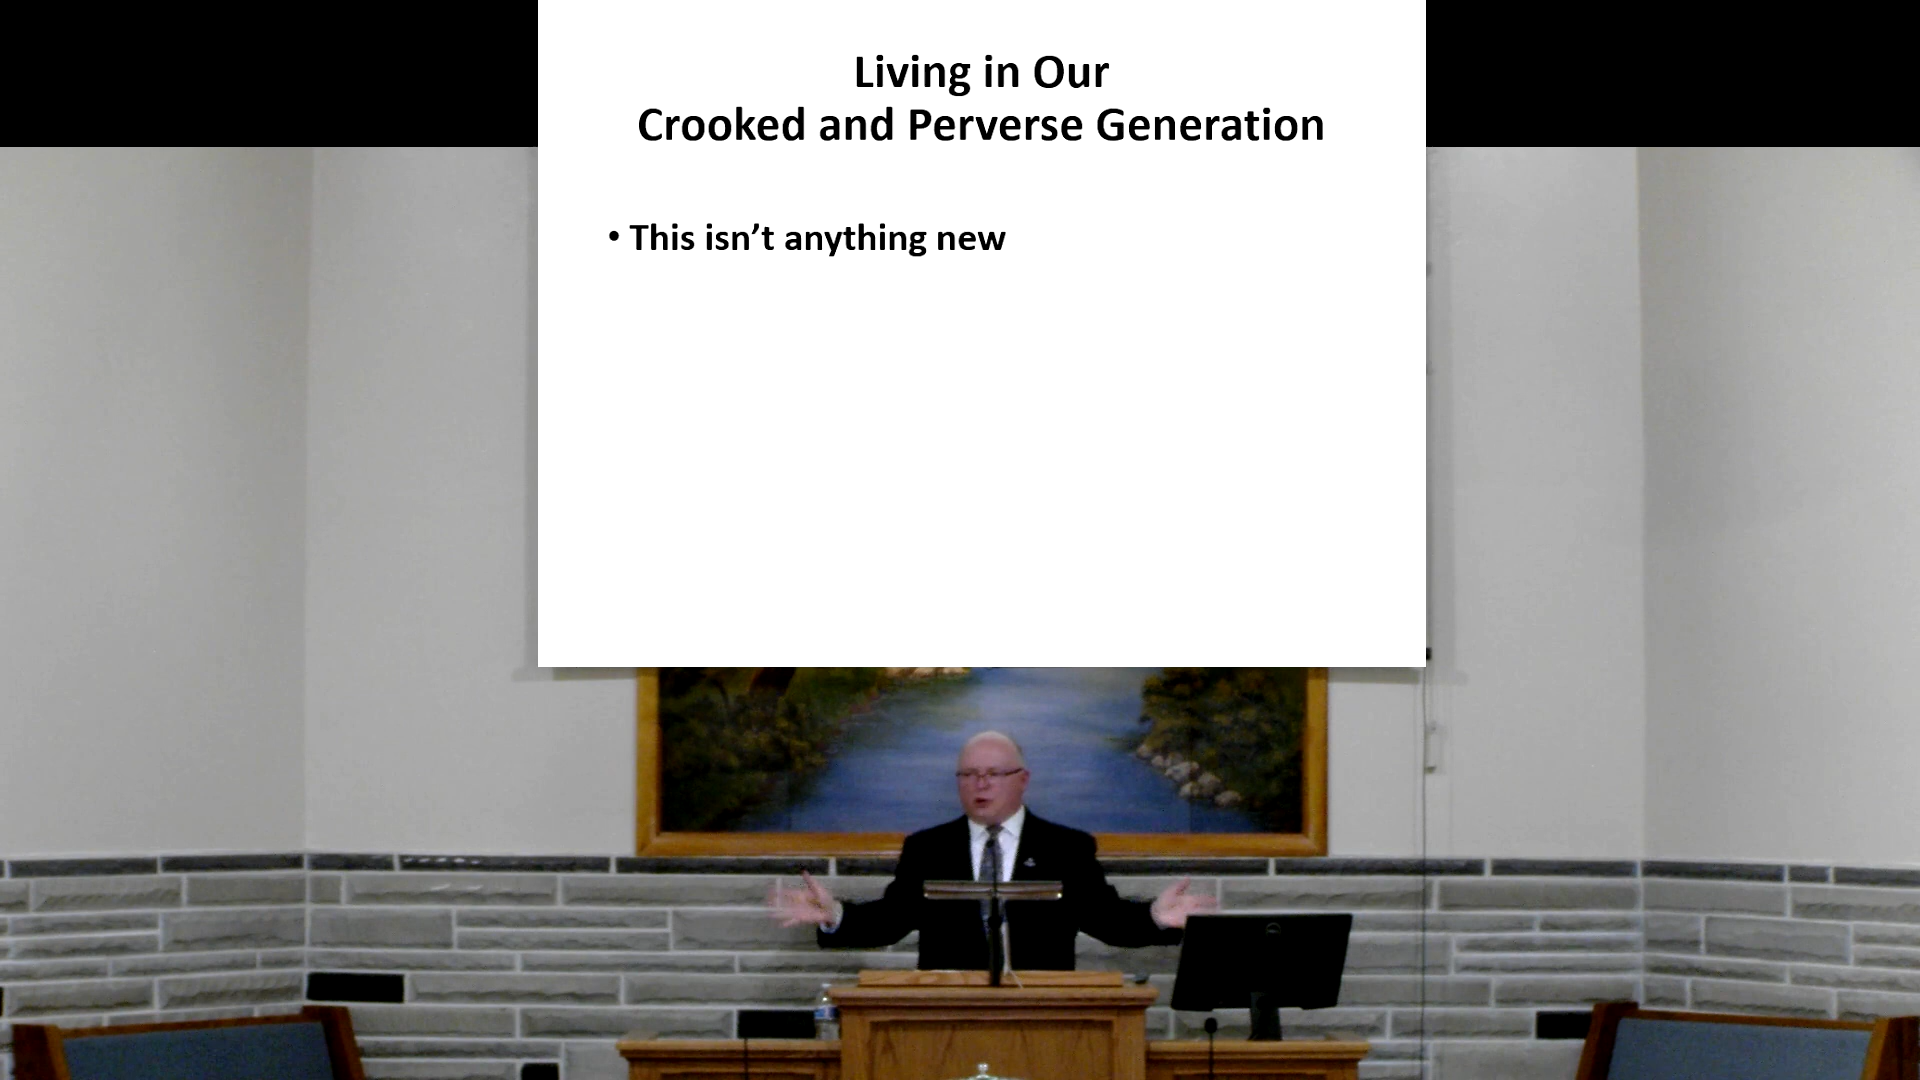 Living in Our
Crooked and Perverse Generation
• This isn’t anything new